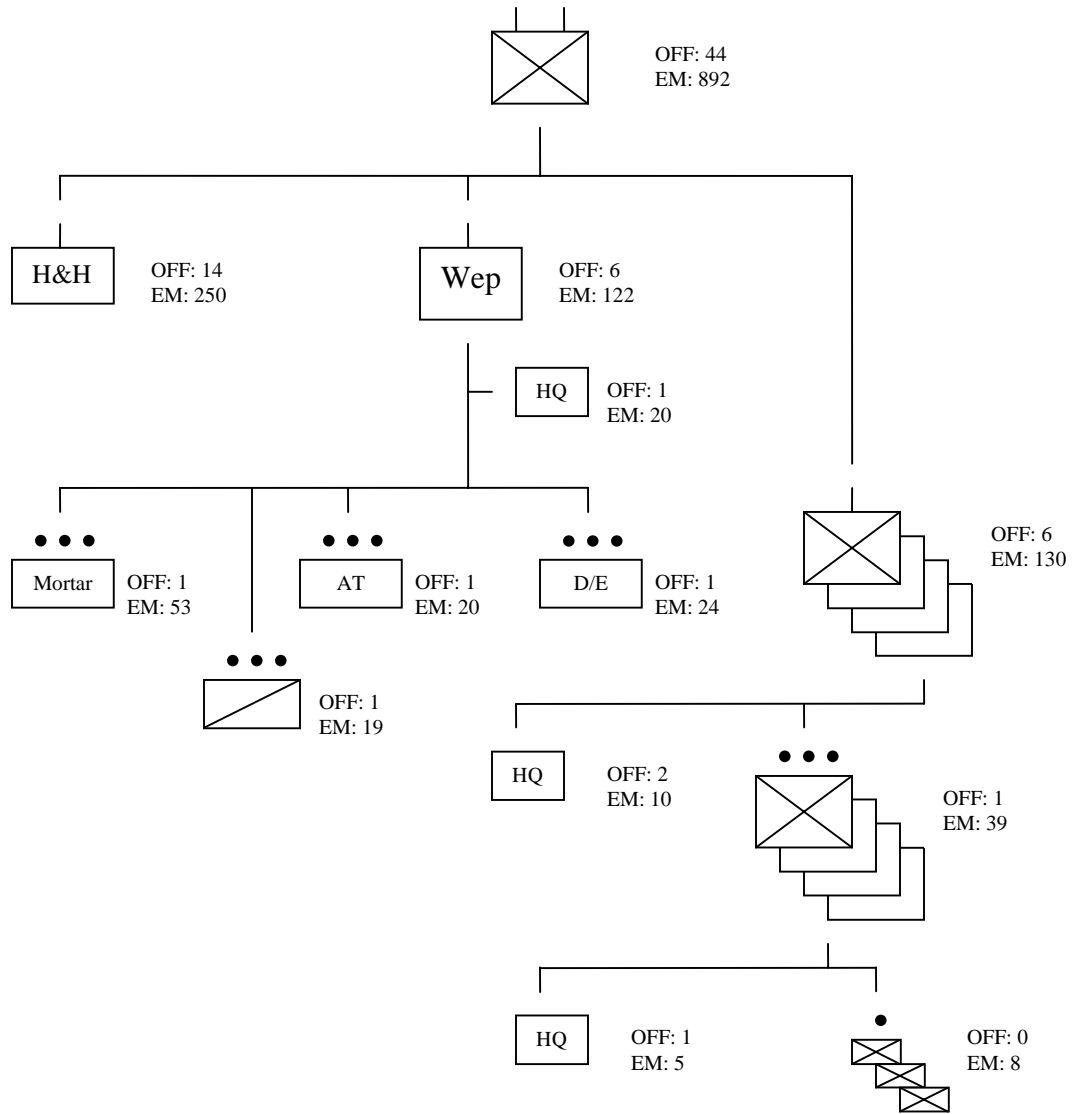 OFF: 44
EM: 892
H&H
OFF: 14
EM: 250
Wep
OFF: 6
EM: 122
HQ
OFF: 1
EM: 20
Mortar
OFF: 1
EM: 53
AT
OFF: 1
EM: 20
D/E
OFF: 1
EM: 24
OFF: 6
EM: 130
OFF: 1
EM: 19
HQ
OFF: 2
EM: 10
OFF: 1
EM: 39
HQ
OFF: 1
EM: 5
OFF: 0
EM: 8